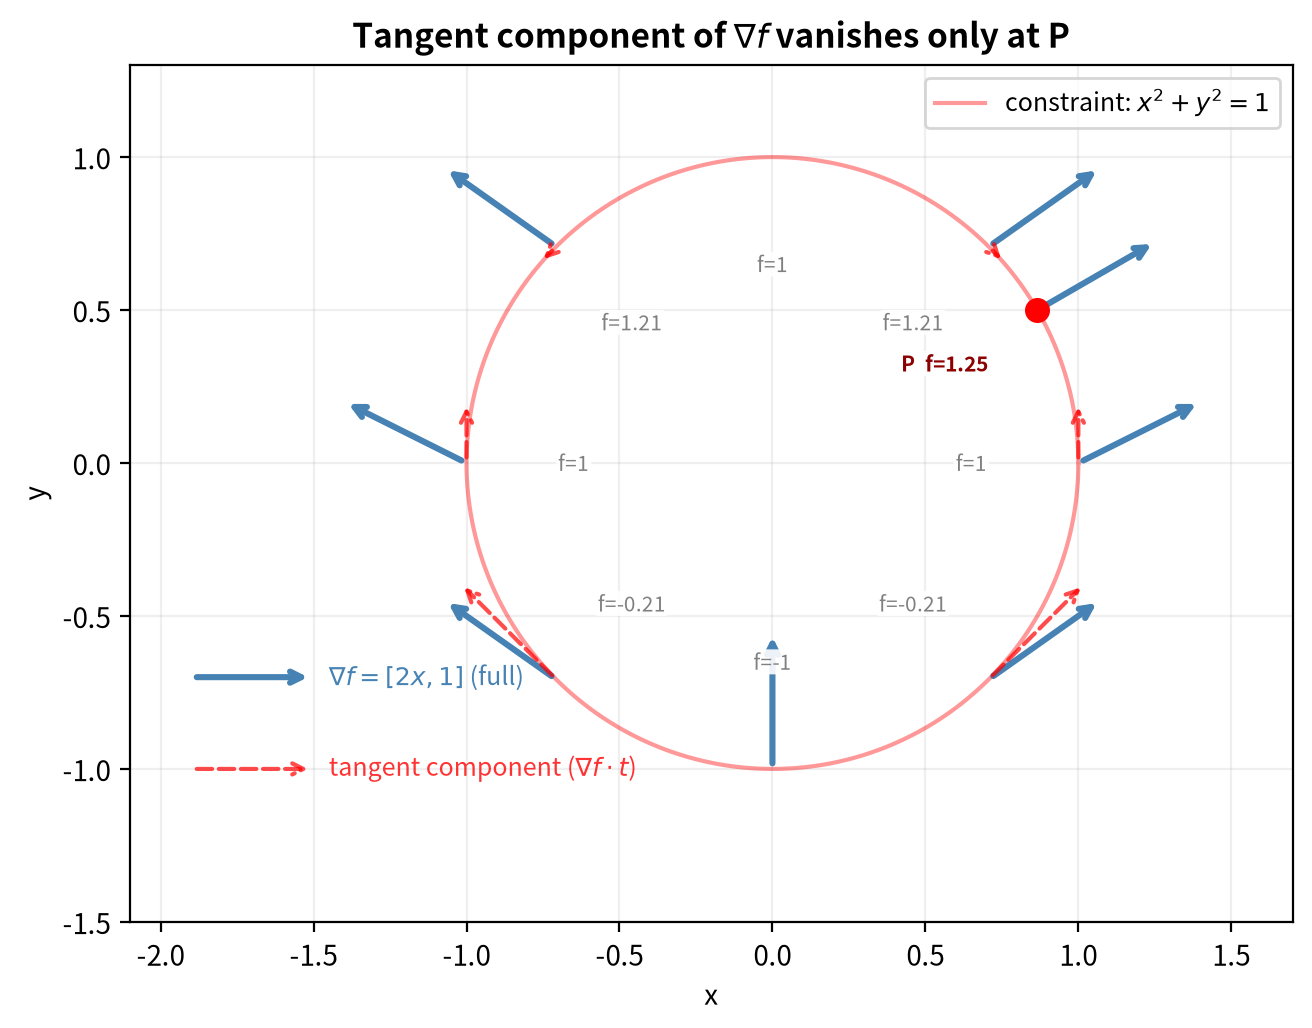 Tangent component of ∇f vanishes only at P
constraint: x² + y² = 1
1.0
0.5
0.0
-0.5
-1.0
-1.5
y
f=1
f=1.21
f=1.21
P f=1.25
f=1
f=1
f=-0.21
f=-0.21
f=-1
∇f = [2x, 1] (full)
tangent component (∇f · t)
-2.0
-1.5
-1.0
-0.5
0.0
0.5
1.0
1.5
x